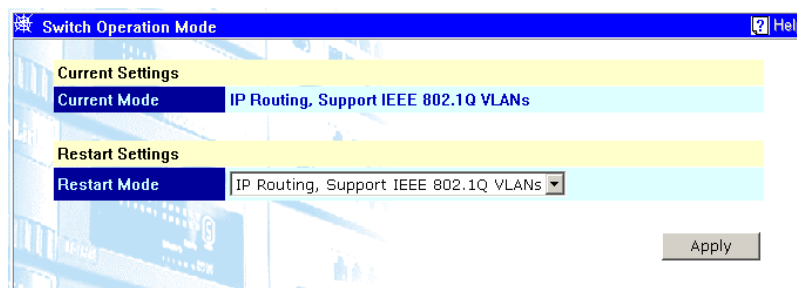 Switch Operation Mode
? Hel
Current Settings
Current Mode IP Routing, Support IEEE 802.1Q VLANs
Restart Settings
Restart Mode IP Routing, Support IEEE 802.1Q VLANs
Apply